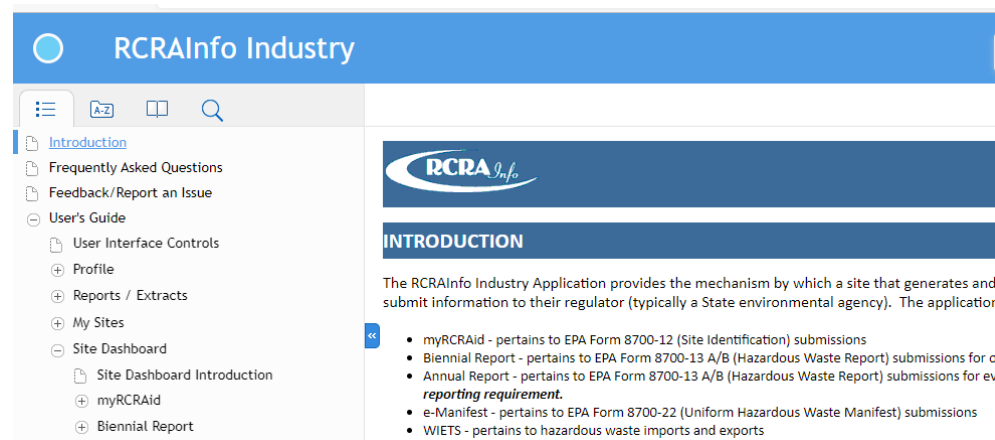 RCRAInfo Industry
A-Z
Introduction
Frequently Asked Questions
Feedback/Report an Issue
User's Guide
User Interface Controls
Profile
Reports / Extracts
My Sites
Site Dashboard
Site Dashboard Introduction
myRCRAid
Biennial Report
«
RCRAInfo
INTRODUCTION
The RCRAInfo Industry Application provides the mechanism by which a site that generates and
submit information to their regulator (typically a State environmental agency). The application
• myRCRAid - pertains to EPA Form 8700-12 (Site Identification) submissions
• Biennial Report - pertains to EPA Form 8700-13 A/B (Hazardous Waste Report) submissions for
• Annual Report - pertains to EPA Form 8700-13 A/B (Hazardous Waste Report) submissions for
reporting requirement.
• e-Manifest - pertains to EPA Form 8700-22 (Uniform Hazardous Waste Manifest) submissions
• WIETS - pertains to hazardous waste imports and exports